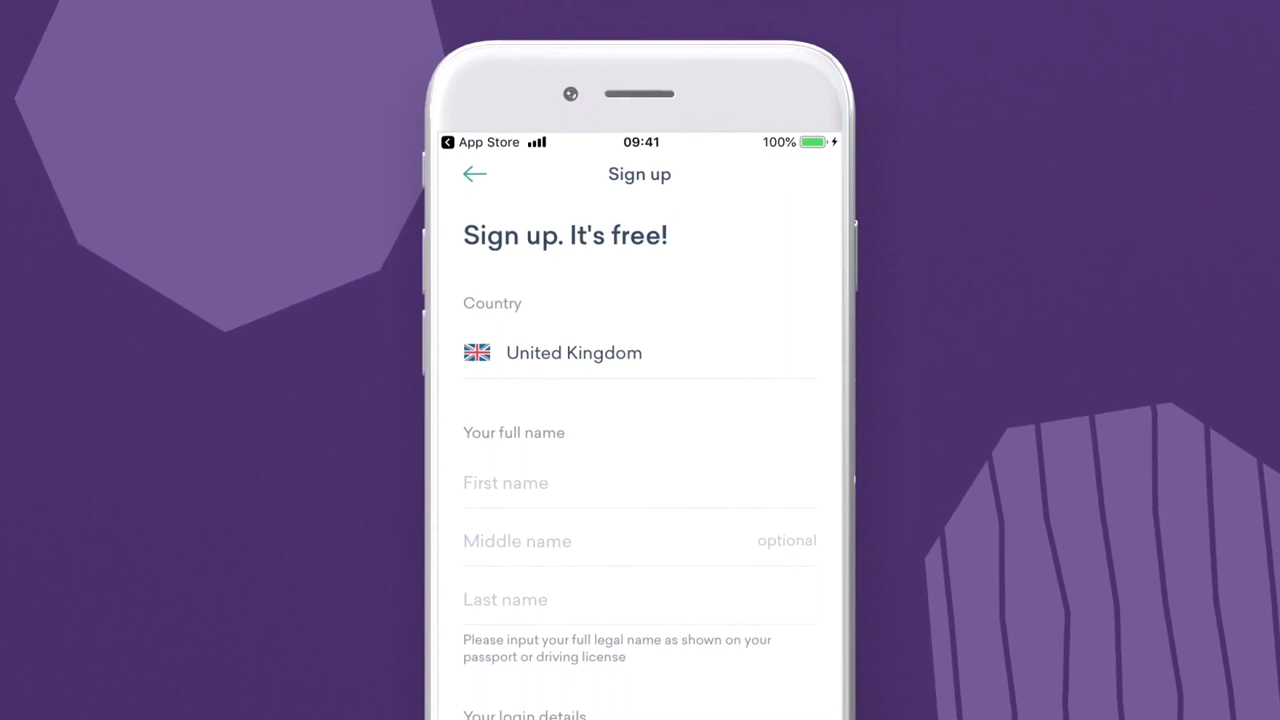 App Store
09:41
100%
Sign up
Sign up. It's free!
Country
United Kingdom
Your full name
First name
Middle name
optional
Last name
Please input your full legal name as shown on your
passport or driving license
Your login details